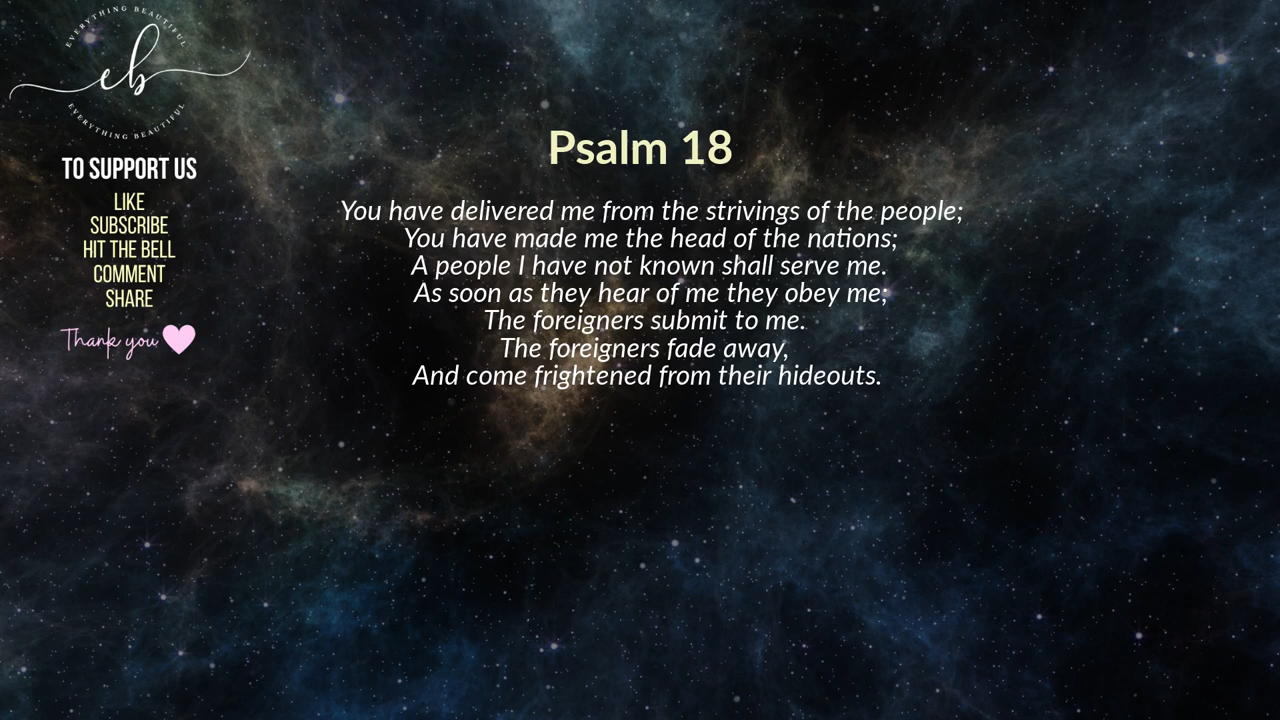 EVERYTHING BEAUTIFUL
eb
EVERYTHING BEAUTIFUL
TO SUPPORT US
LIKE
SUBSCRIBE
HIT THE BELL
COMMENT
SHARE
Thank you
Psalm 18
You have delivered me from the strivings of the people;
You have made me the head of the nations;
A people I have not known shall serve me.
As soon as they hear of me they obey me;
The foreigners submit to me.
The foreigners fade away,
And come frightened from their hideouts.